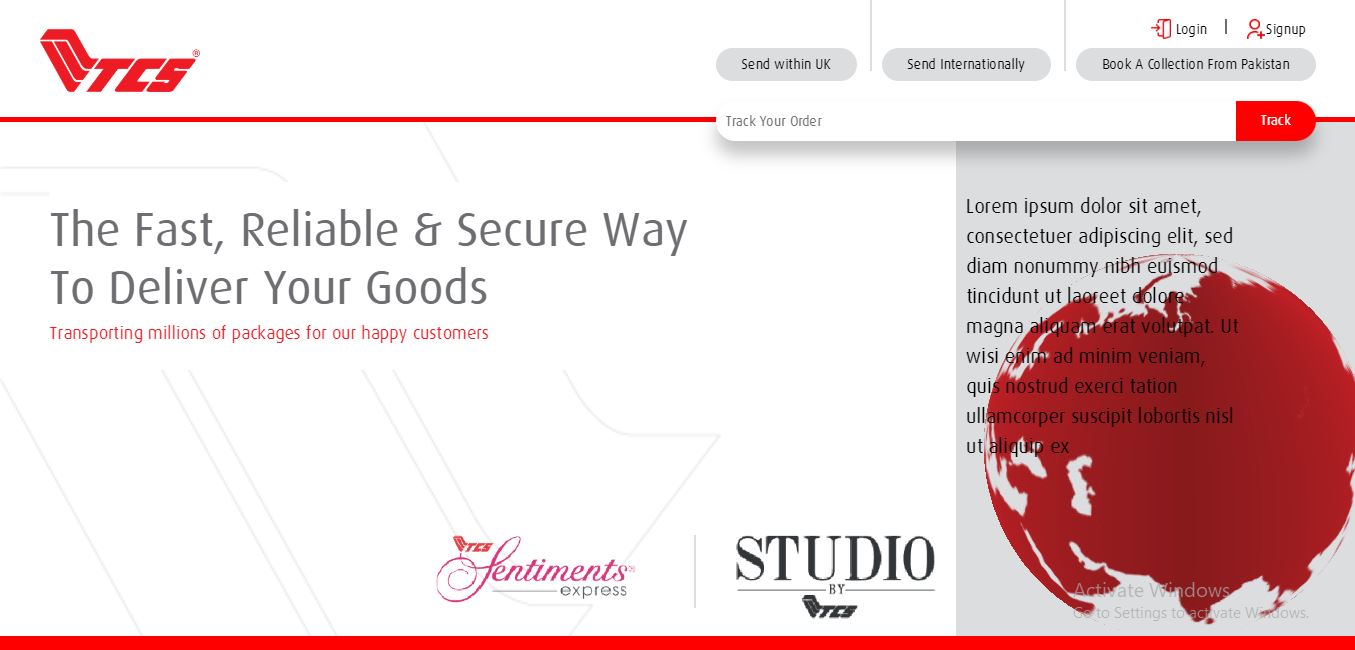 TCS®
Login | Signup
Send within UK
Send Internationally
Book A Collection From Pakistan
Track Your Order
Track
The Fast, Reliable & Secure Way
To Deliver Your Goods
Transporting millions of packages for our happy customers
Lorem ipsum dolor sit amet,
consectetuer adipiscing elit, sed
diam nonummy nibh euismod
tincidunt ut laoreet dolore
magna aliquam erat volutpat. Ut
wisi enim ad minim veniam,
quis nostrud exerci tation
ullamcorper suscipit lobortis nisl
ut aliquip ex
TCS
Sentiments®
express
STUDIO
BY
TCS
Activate Windows
Go to Settings to activate Windows.